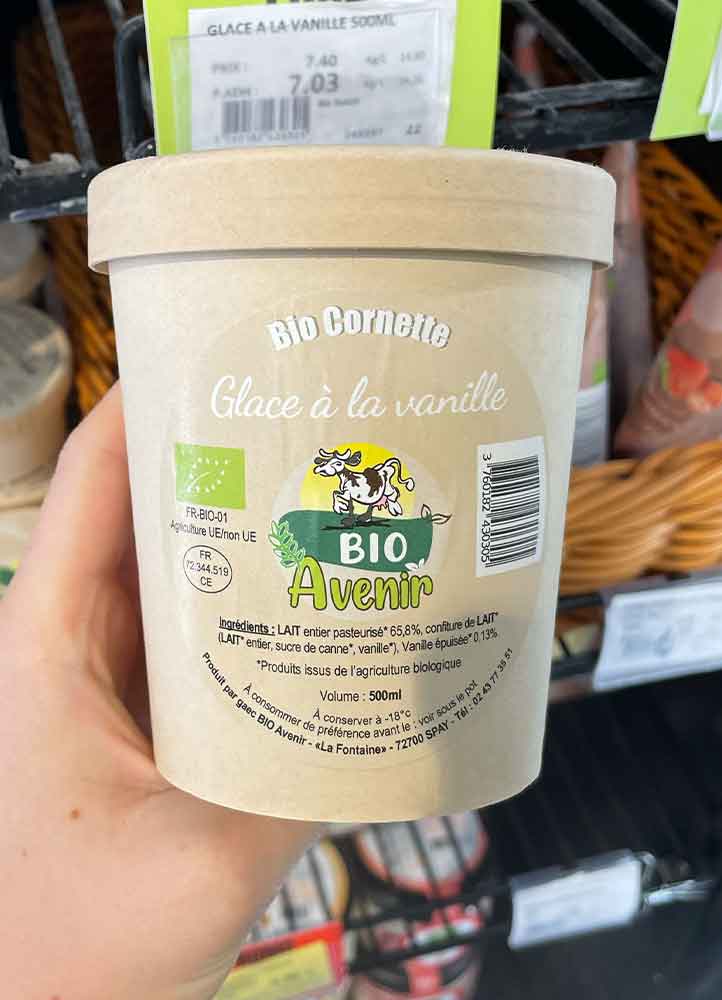 GLACE A LA VANILLE 500ML
PRIX : 7.40
P.ADH : 7.03
22
Bio Cornette
Glace à la vanille
FR-BIO-01
Agriculture UE/non UE
FR
72.344.519
CE
3 760182 430305
BIO
Avenir
Ingrédients : LAIT entier pasteurisé* 65,8%, confiture de LAIT*
(LAIT* entier, sucre de canne*, vanille*), Vanille épuisée* 0,13%
*Produits issus de l'agriculture biologique
Volume : 500ml
À conserver à -18°c
À consommer de préférence avant le : voir sous le pot
Produit par gaec BIO Avenir - «La Fontaine» - 72700 SPAY - Tél : 02 43 77 35 51